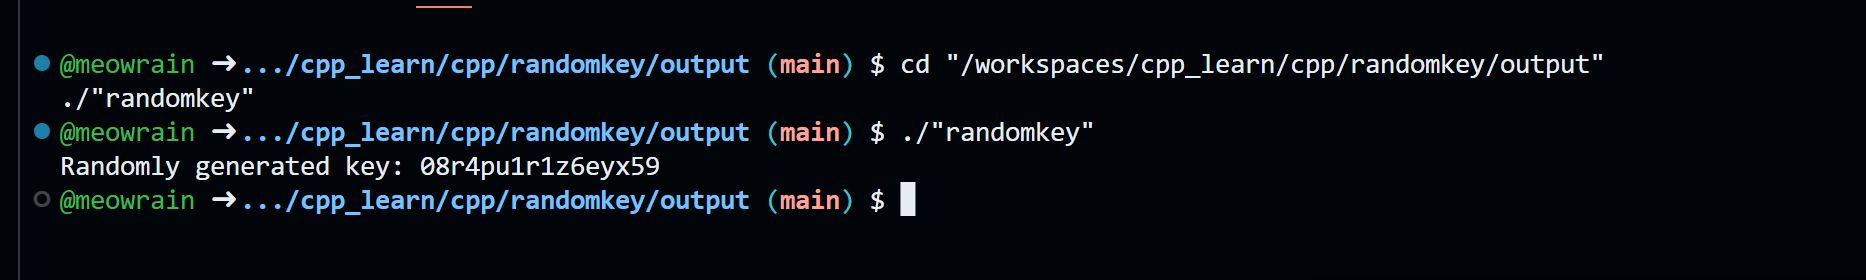 @meowrain ➜.../cpp_learn/cpp/randomkey/output (main) $ cd "/workspaces/cpp_learn/cpp/randomkey/output"
./"randomkey"
@meowrain ➜.../cpp_learn/cpp/randomkey/output (main) $ ./"randomkey"
Randomly generated key: 08r4pu1r1z6eyx59
@meowrain ➜.../cpp_learn/cpp/randomkey/output (main) $